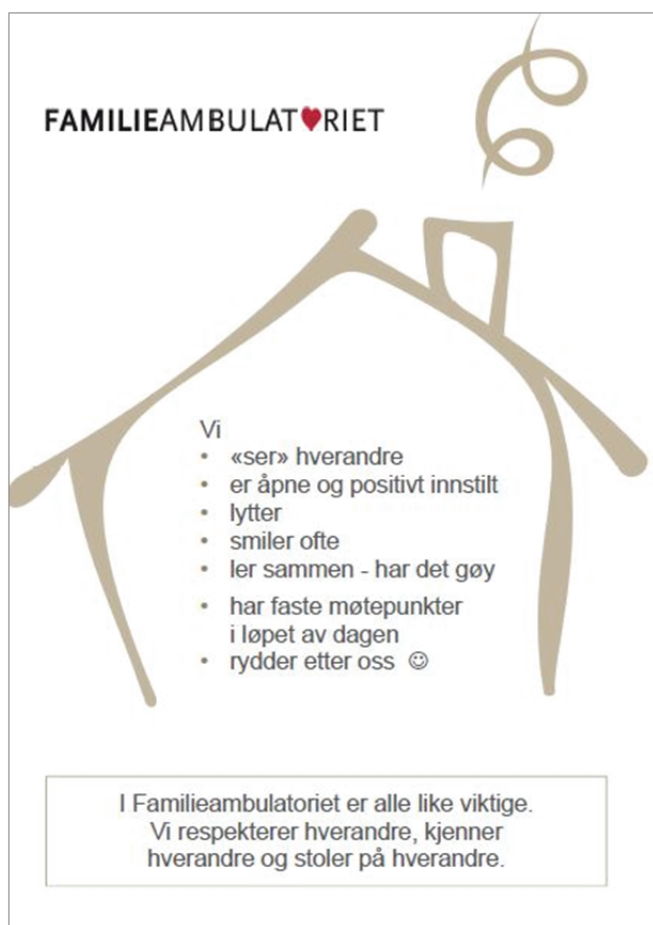 FAMILIEAMBULATORIET
Vi
• «ser» hverandre
• er åpne og positivt innstilt
• lytter
• smiler ofte
• ler sammen - har det gøy
• har faste møtepunkter
i løpet av dagen
• rydder etter oss ☺
I Familieambulatoriet er alle like viktige.
Vi respekterer hverandre, kjenner
hverandre og stoler på hverandre.